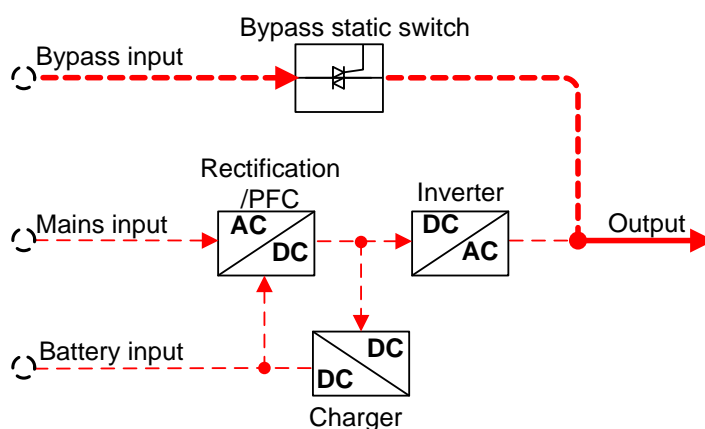 Bypass static switch
Bypass input
Rectification
/PFC
Inverter
Mains input
AC
DC
DC
AC
Output
Battery input
DC
DC
Charger